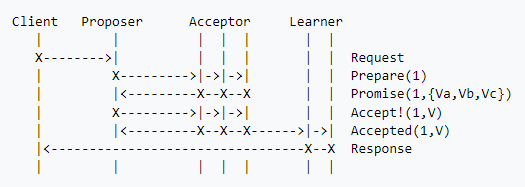 Client   Proposer      Acceptor     Learner
   |         |          |  |  |       |  |
   X-------->|          |  |  |       |  |  Request
   |         X--------->|->|->|       |  |  Prepare(1)
   |         |<---------X--X--X       |  |  Promise(1,{Va,Vb,Vc})
   |         X--------->|->|->|       |  |  Accept!(1,V)
   |         |<---------X--X--X------>|->|  Accepted(1,V)
   |<---------------------------------X--X  Response
   |         |          |  |  |       |  |